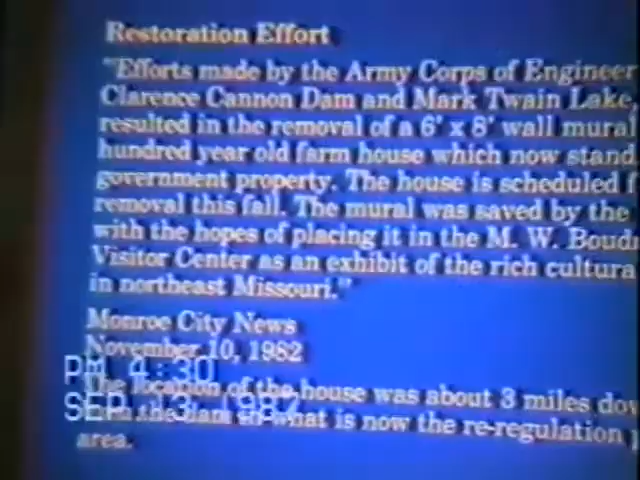 Restoration Effort
"Efforts made by the Army Corps of Engineer
Clarence Cannon Dam and Mark Twain Lake,
resulted in the removal of a 6' x 8' wall mural
hundred year old farm house which now stand
government property. The house is scheduled f
removal this fall. The mural was saved by the
with the hopes of placing it in the M. W. Boud
Visitor Center as an exhibit of the rich cultura
in northeast Missouri."
Monroe City News
November 10, 1982
PM 4:30
The location of the house was about 3 miles dow
SEP. 13, 1987
the dam in what is now the re-regulation
area.